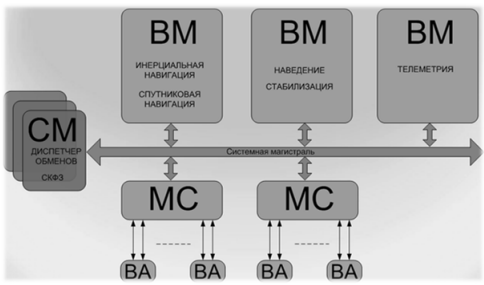 ВМ
ИНЕРЦИАЛЬНАЯ
НАВИГАЦИЯ
СПУТНИКОВАЯ
НАВИГАЦИЯ
ВМ
НАВЕДЕНИЕ
СТАБИЛИЗАЦИЯ
ВМ
ТЕЛЕМЕТРИЯ
СМ
ДИСПЕТЧЕР
ОБМЕНОВ
СКФЗ
Системная магистраль
МС
МС
ВА
ВА
ВА
ВА